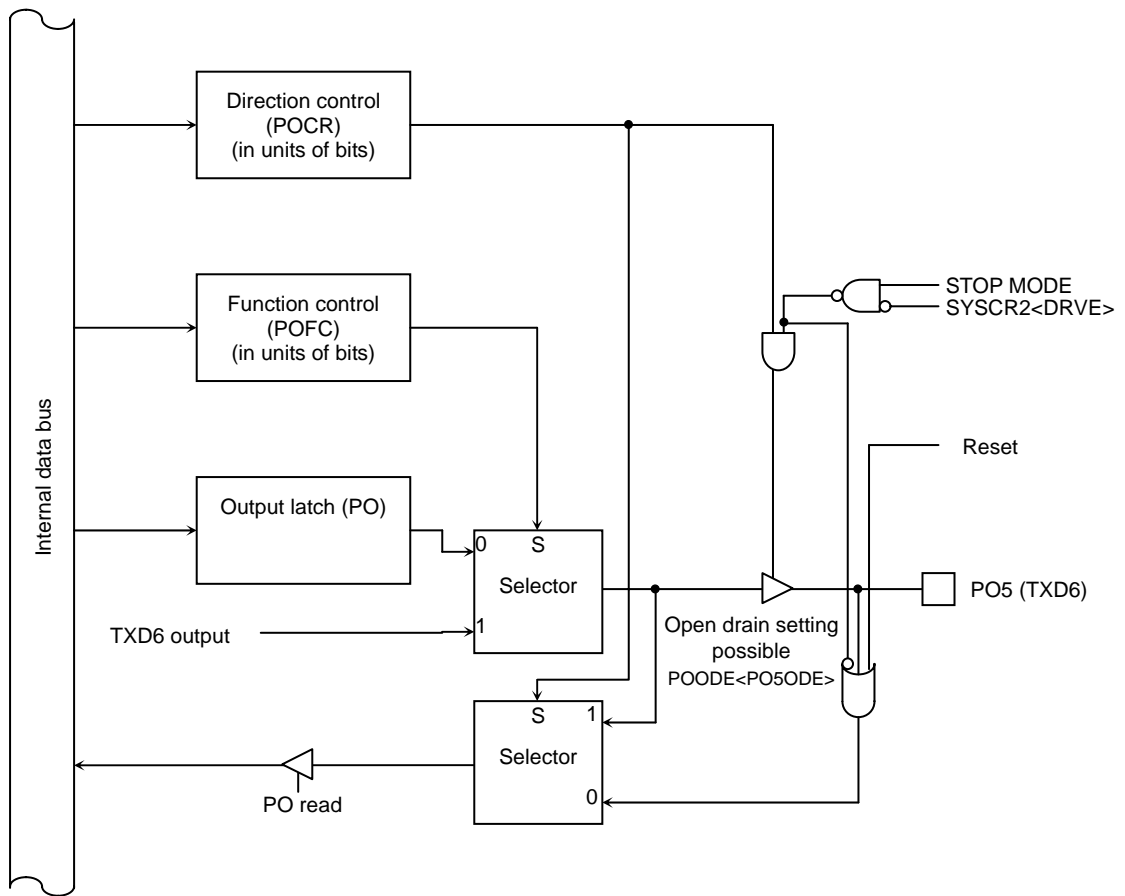 Internal data bus
Direction control
(POCR)
(in units of bits)
Function control
(POFC)
(in units of bits)
STOP MODE
SYSCR2<DRVE>
Reset
Output latch (PO)
0
S
Selector
1
TXD6 output
PO5 (TXD6)
Open drain setting
possible
POODE<PO5ODE>
S
1
Selector
0
PO read